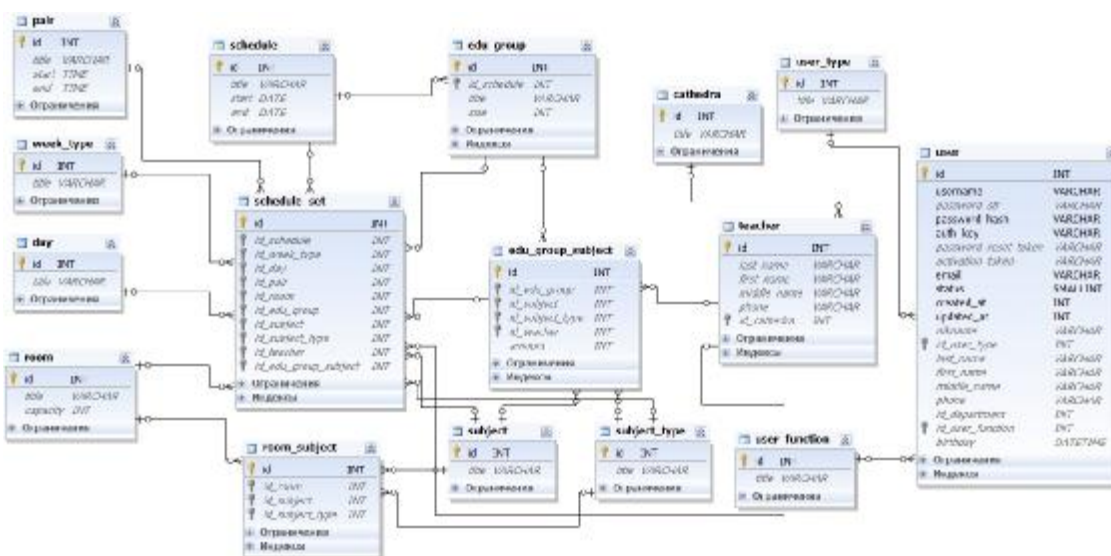 pair
id INT
title VARCHAR
start TIME
end TIME
Ограничения
week_type
id INT
title VARCHAR
Ограничения
day
id INT
title VARCHAR
Ограничения
room
id INT
title VARCHAR
capacity INT
Ограничения
schedule
id INT
title VARCHAR
start DATE
end DATE
Ограничения
schedule_set
id INT
id_schedule INT
id_week_type INT
id_day INT
id_pair INT
id_room INT
id_edu_group INT
id_subject INT
id_subject_type INT
id_teacher INT
id_edu_group_subject INT
Ограничения
Индексы
room_subject
id INT
id_room INT
id_subject INT
id_subject_type INT
Ограничения
Индексы
edu_group
id INT
id_schedule INT
title VARCHAR
size INT
Ограничения
Индексы
edu_group_subject
id INT
id_edu_group INT
id_subject INT
id_subject_type INT
id_teacher INT
amount INT
Ограничения
Индексы
subject
id INT
title VARCHAR
Ограничения
subject_type
id INT
title VARCHAR
Ограничения
cathedra
id INT
title VARCHAR
Ограничения
user_type
id INT
title VARCHAR
Ограничения
teacher
id INT
last_name VARCHAR
first_name VARCHAR
middle_name VARCHAR
phone VARCHAR
id_cathedra INT
Ограничения
Индексы
user_function
id INT
title VARCHAR
Ограничения
user
id INT
username VARCHAR
password_str VARCHAR
password_hash VARCHAR
auth_key VARCHAR
password_reset_token VARCHAR
activation_token VARCHAR
email VARCHAR
status SMALLINT
created_at INT
updated_at INT
VARCHAR
id_user_type INT
last_name VARCHAR
first_name VARCHAR
middle_name VARCHAR
phone VARCHAR
id_department INT
id_user_function INT
birthday DATETIME
Ограничения
Индексы